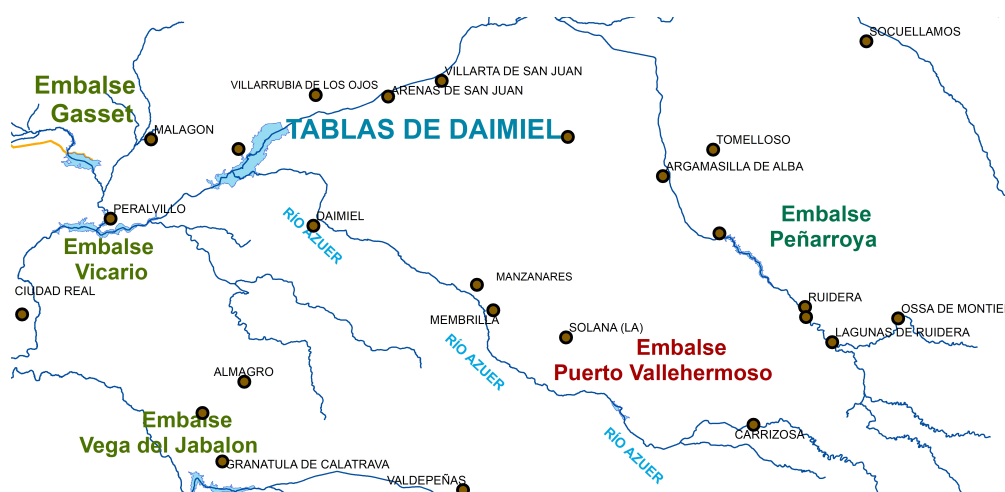 SOCUELLAMOS
VILLARTA DE SAN JUAN
Embalse
Gasset
VILLARRUBIA DE LOS OJOS
ARENAS DE SAN JUAN
MALAGON
TABLAS DE DAIMIEL
TOMELLOSO
ARGAMASILLA DE ALBA
PERALVILLO
DAIMIEL
RÍO AZUER
Embalse
Peñarroya
Embalse
Vicario
MANZANARES
CIUDAD REAL
RUIDERA
OSSA DE MONTIE
MEMBRILLA
SOLANA (LA)
LAGUNAS DE RUIDERA
RÍO AZUER
Embalse
Puerto Vallehermoso
ALMAGRO
Embalse
Vega del Jabalon
CARRIZOSA
RÍO AZUER
GRANATULA DE CALATRAVA
VALDEPEÑAS